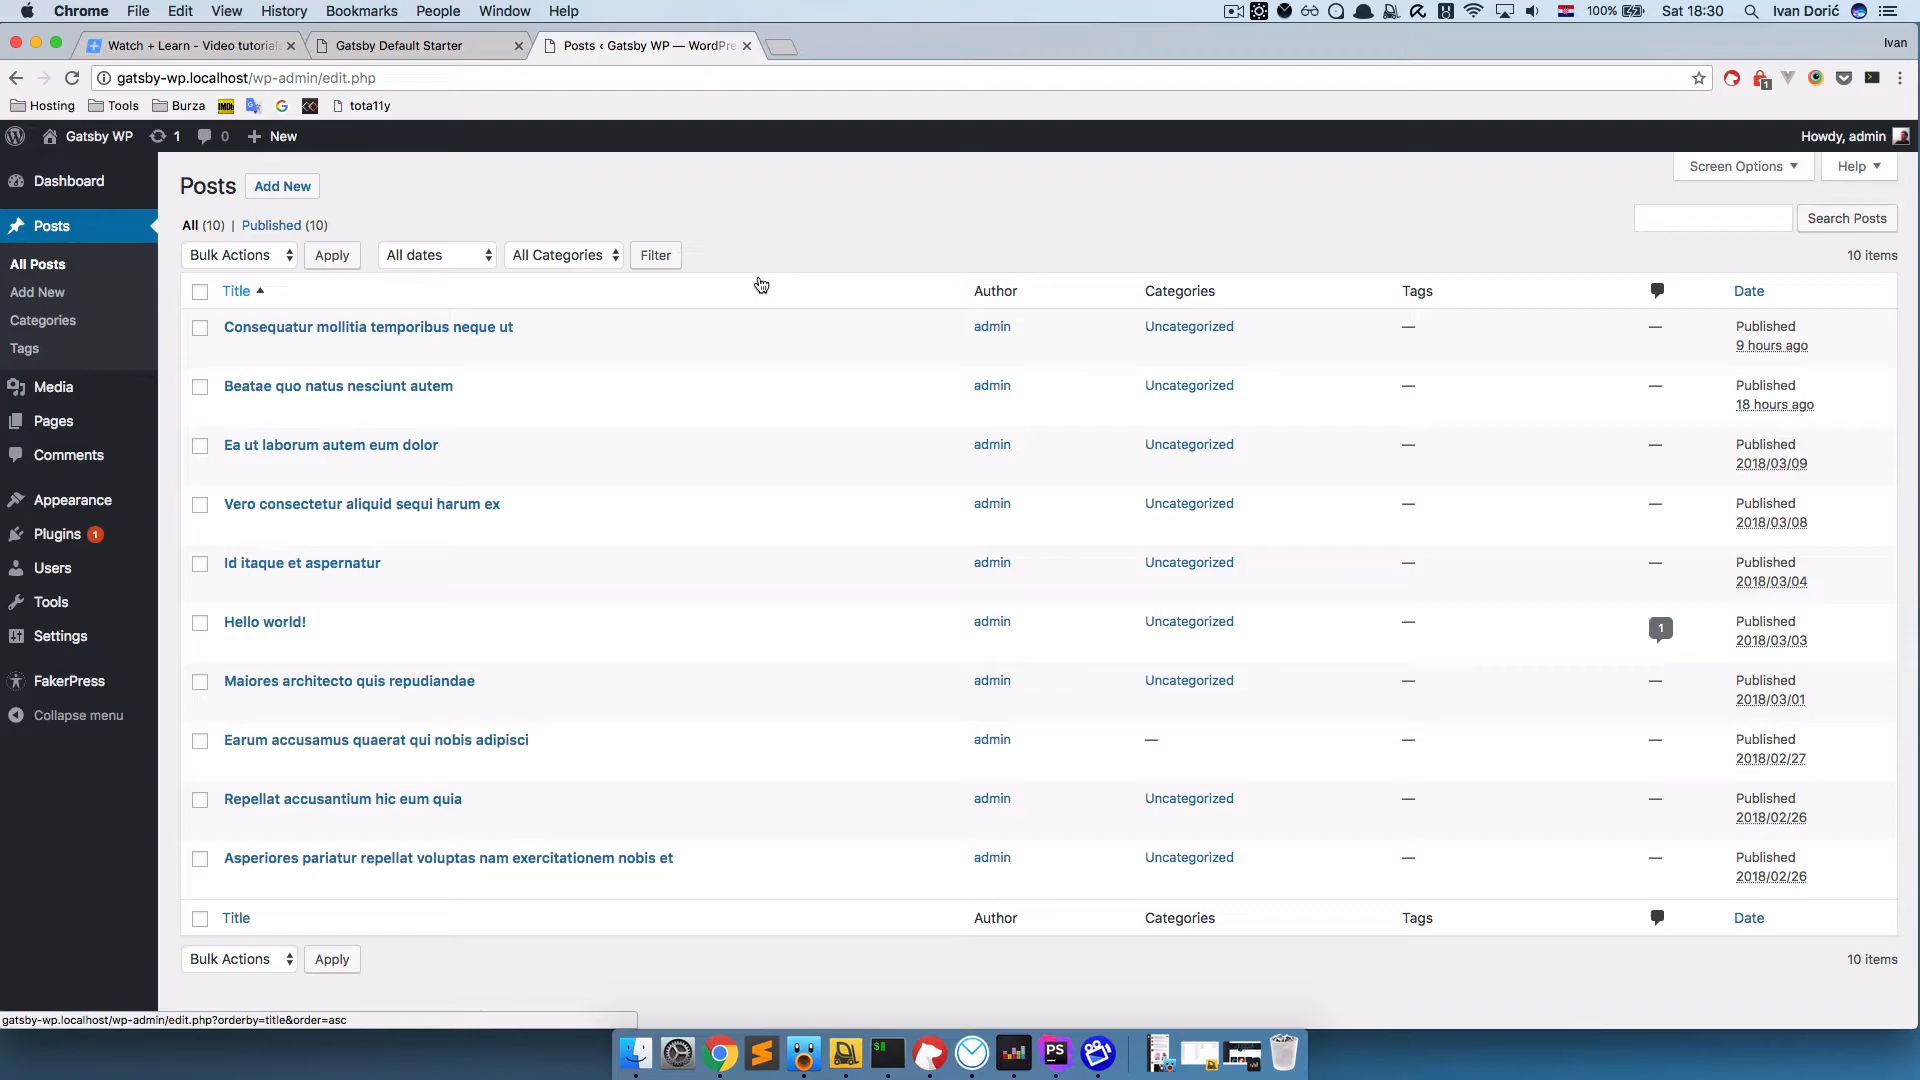 Chrome File Edit View History Bookmarks People Window Help 100% Sat 18:30 Ivan Dorić
Watch + Learn - Video tutorials Gatsby Default Starter Posts ‹ Gatsby WP — WordPre Ivan
gatsby-wp.localhost/wp-admin/edit.php
Hosting Tools Burza IMDb tota11y
Gatsby WP 1 0 New Howdy, admin
Screen Options Help
Dashboard
Posts
All Posts
Add New
Categories
Tags
Media
Pages
Comments
Appearance
Plugins 1
Users
Tools
Settings
FakerPress
Collapse menu
Posts Add New
All (10) | Published (10)
Search Posts
Bulk Actions Apply All dates All Categories Filter 10 items
Title Author Categories Tags Date
Consequatur mollitia temporibus neque ut admin Uncategorized — — Published
9 hours ago
Beatae quo natus nesciunt autem admin Uncategorized — — Published
18 hours ago
Ea ut laborum autem eum dolor admin Uncategorized — — Published
2018/03/09
Vero consectetur aliquid sequi harum ex admin Uncategorized — — Published
2018/03/08
Id itaque et aspernatur admin Uncategorized — — Published
2018/03/04
Hello world! admin Uncategorized — 1 Published
2018/03/03
Maiores architecto quis repudiandae admin Uncategorized — — Published
2018/03/01
Earum accusamus quaerat qui nobis adipisci admin — — — Published
2018/02/27
Repellat accusantium hic eum quia admin Uncategorized — — Published
2018/02/26
Asperiores pariatur repellat voluptas nam exercitationem nobis et admin Uncategorized — — Published
2018/02/26
Title Author Categories Tags Date
Bulk Actions Apply 10 items
gatsby-wp.localhost/wp-admin/edit.php?orderby=title&order=asc
PS